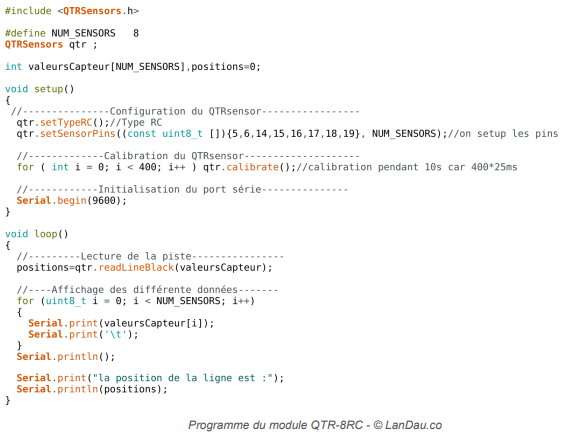 #include <QTRSensors.h>
#define NUM_SENSORS   8
QTRSensors qtr ;
int valeursCapteur[NUM_SENSORS],positions=0;
void setup()
{
 //---------------Configuration du QTRsensor-----------------
  qtr.setTypeRC();//Type RC
  qtr.setSensorPins((const uint8_t []){5,6,14,15,16,17,18,19}, NUM_SENSORS);//on setup les pins
  //-------------Calibration du QTRsensor--------------------
  for ( int i = 0; i < 400; i++ ) qtr.calibrate();//calibration pendant 10s car 400*25ms
  //------------Initialisation du port série---------------
  Serial.begin(9600);
}
void loop()
{
  //---------Lecture de la piste----------------
  positions=qtr.readLineBlack(valeursCapteur);
  //----Affichage des différente données-------
  for (uint8_t i = 0; i < NUM_SENSORS; i++)
  {
    Serial.print(valeursCapteur[i]);
    Serial.print('\t');
  }
  Serial.println();
  Serial.print("la position de la ligne est :");
  Serial.println(positions);
}
Programme du module QTR-8RC - © LanDau.co